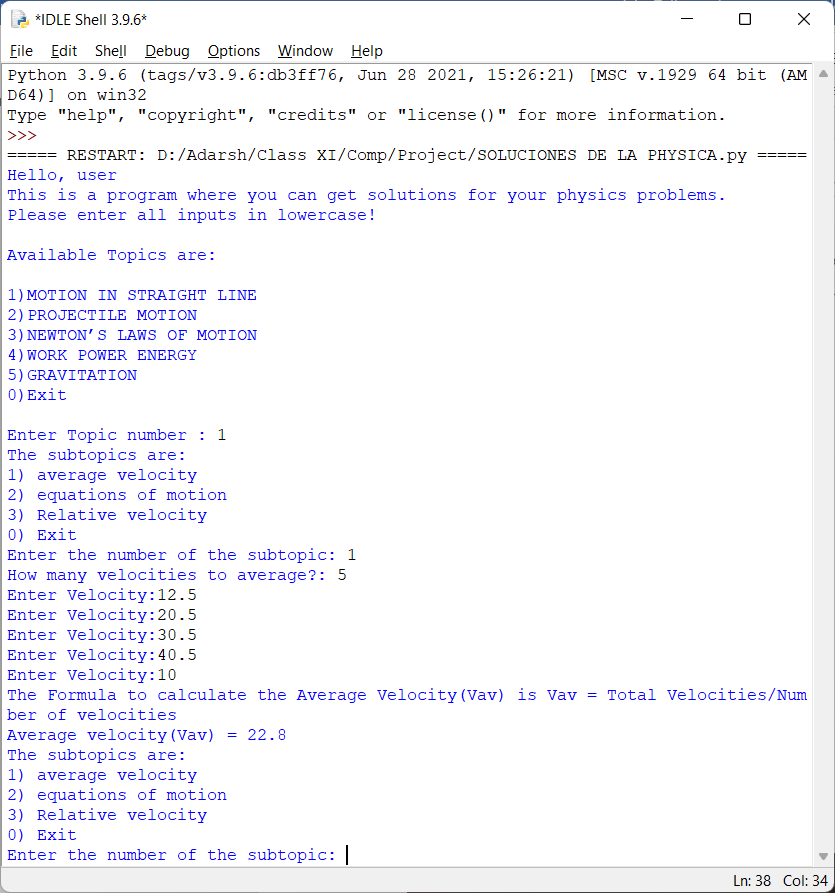 *IDLE Shell 3.9.6*
File Edit Shell Debug Options Window Help
Python 3.9.6 (tags/v3.9.6:db3ff76, Jun 28 2021, 15:26:21) [MSC v.1929 64 bit (AM
D64)] on win32
Type "help", "copyright", "credits" or "license()" for more information.
>>>
===== RESTART: D:/Adarsh/Class XI/Comp/Project/SOLUCIONES DE LA PHYSICA.py =====
Hello, user
This is a program where you can get solutions for your physics problems.
Please enter all inputs in lowercase!

Available Topics are:

1)MOTION IN STRAIGHT LINE
2)PROJECTILE MOTION
3)NEWTON’S LAWS OF MOTION
4)WORK POWER ENERGY
5)GRAVITATION
0)Exit

Enter Topic number : 1
The subtopics are:
1) average velocity
2) equations of motion
3) Relative velocity
0) Exit
Enter the number of the subtopic: 1
How many velocities to average?: 5
Enter Velocity:12.5
Enter Velocity:20.5
Enter Velocity:30.5
Enter Velocity:40.5
Enter Velocity:10
The Formula to calculate the Average Velocity(Vav) is Vav = Total Velocities/Num
ber of velocities
Average velocity(Vav) = 22.8
The subtopics are:
1) average velocity
2) equations of motion
3) Relative velocity
0) Exit
Enter the number of the subtopic:
Ln: 38 Col: 34